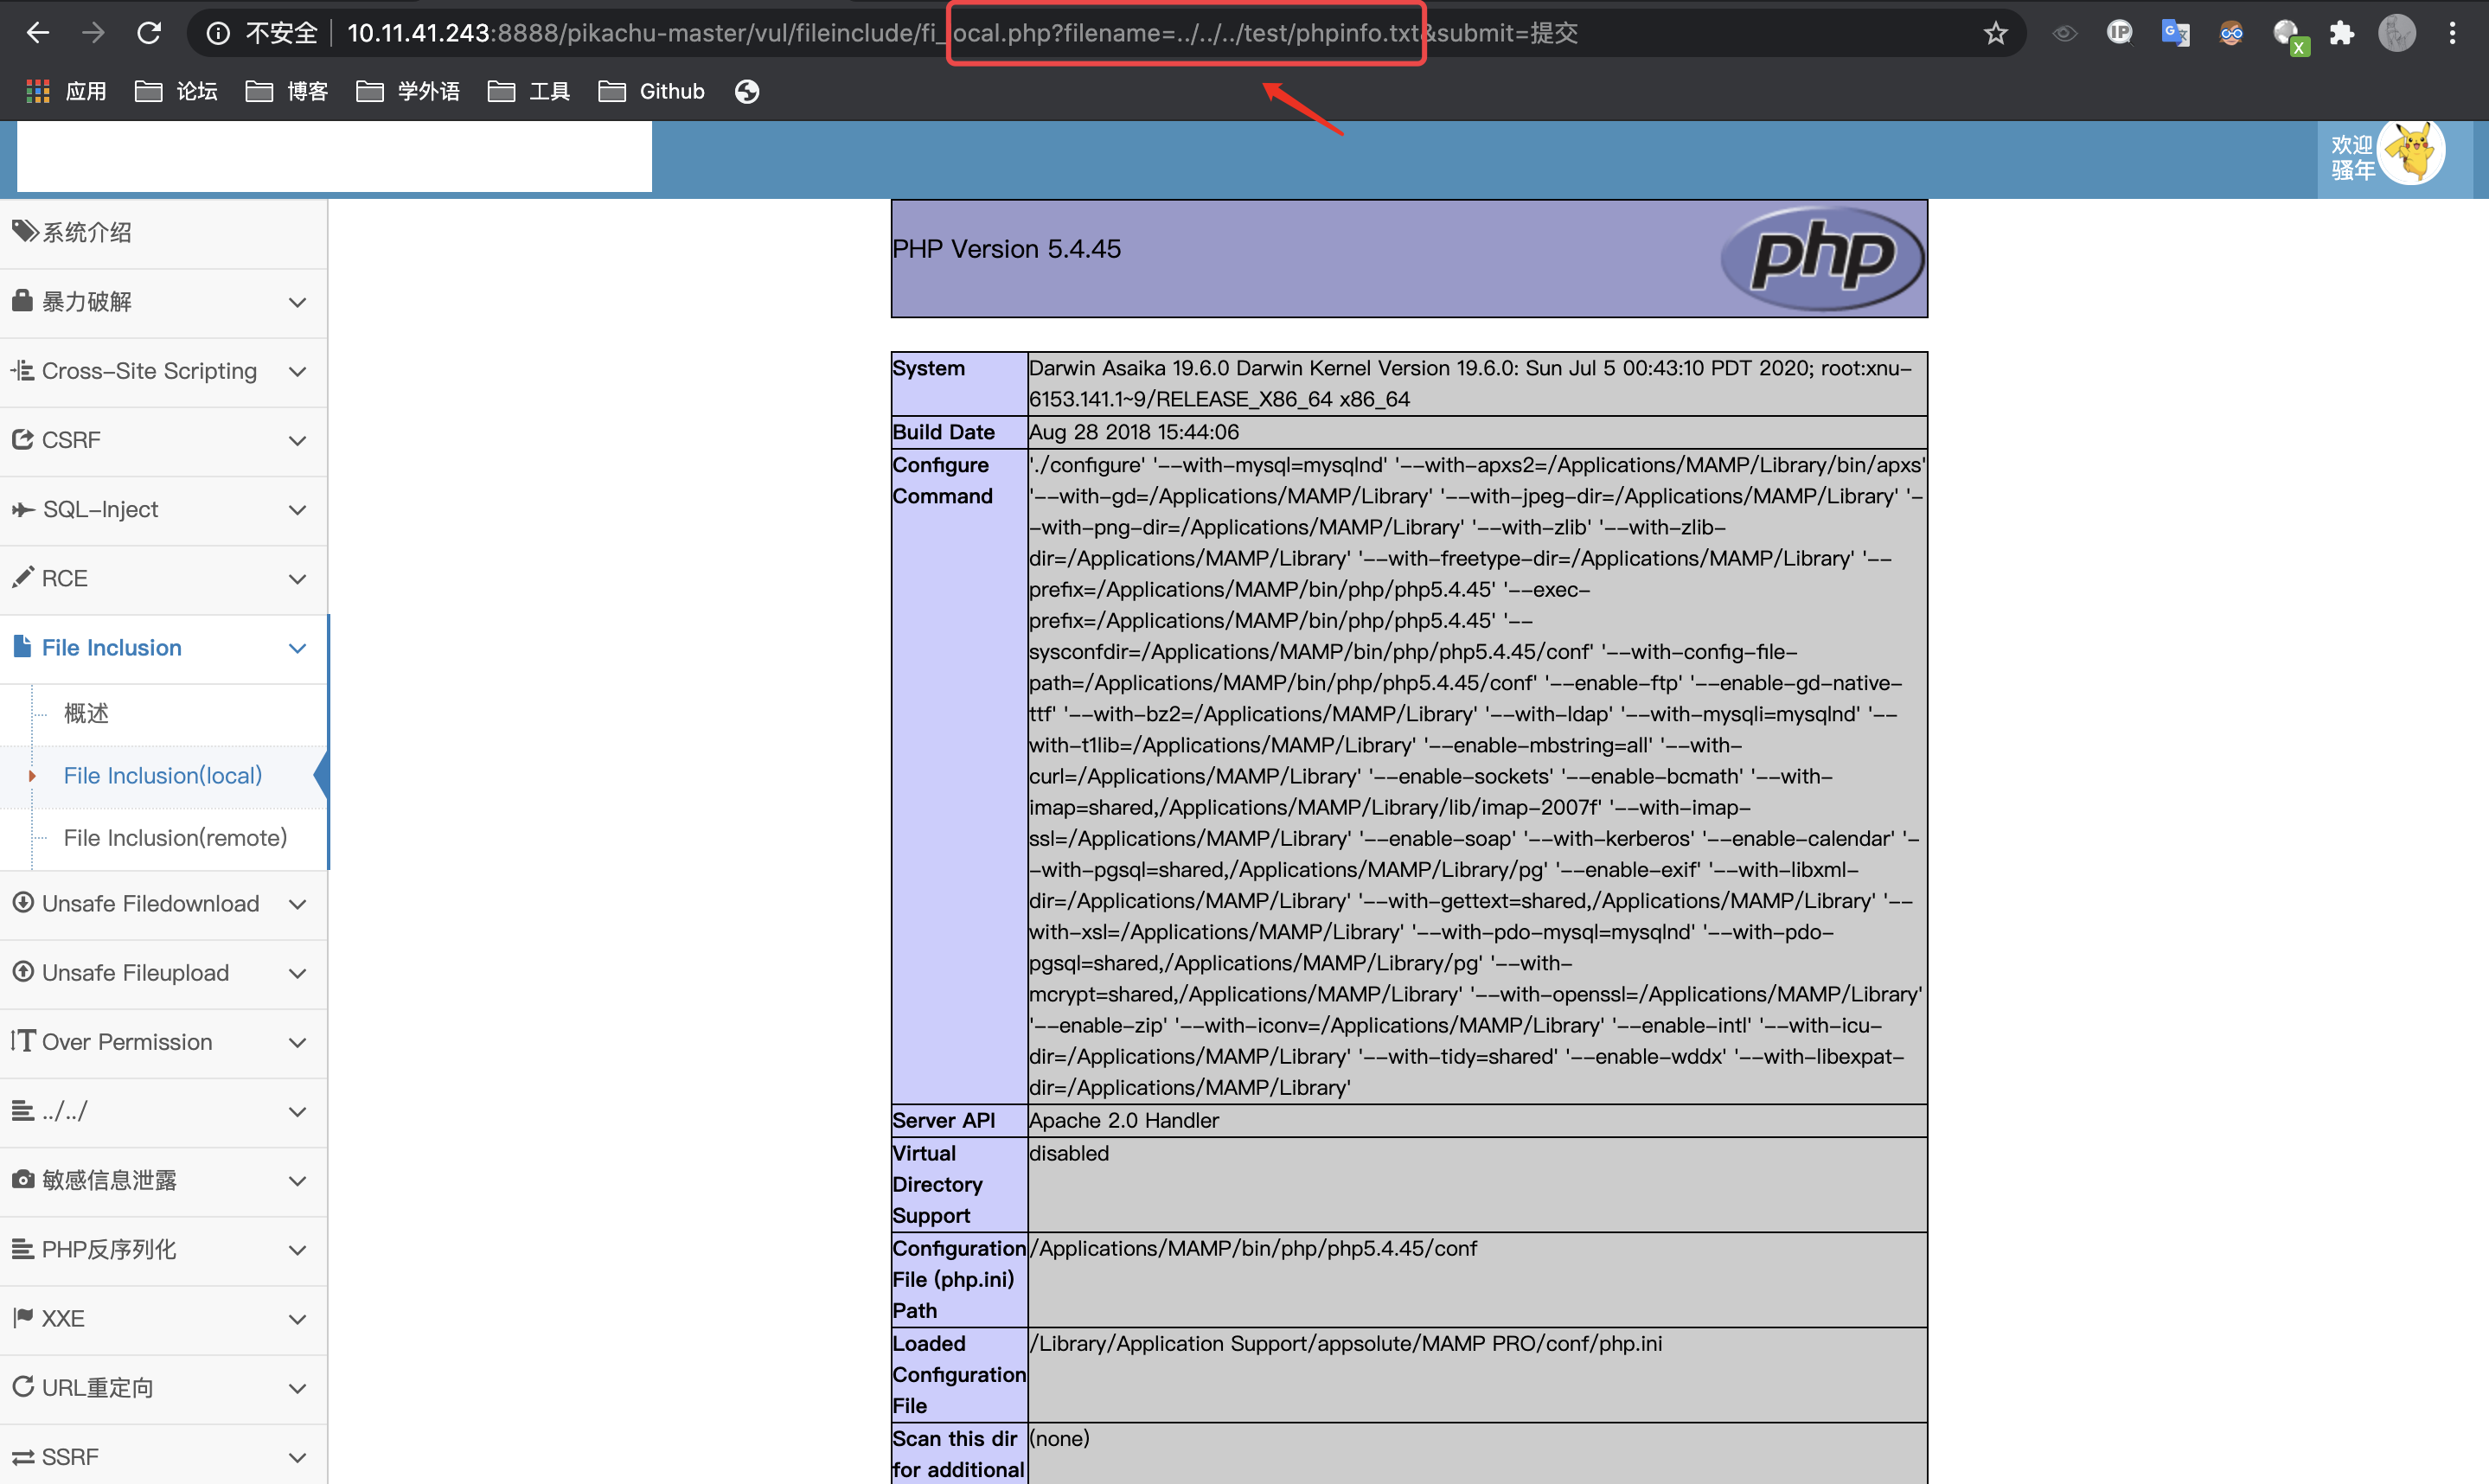 不安全 10.11.41.243:8888/pikachu-master/vul/fileinclude/fi_local.php?filename=../../../test/phpinfo.txt&submit=提交
IP
G
X
应用 论坛 博客 学外语 工具 Github
欢迎
骚年
系统介绍
暴力破解
Cross-Site Scripting
CSRF
SQL-Inject
RCE
File Inclusion
概述
File Inclusion(local)
File Inclusion(remote)
Unsafe Filedownload
Unsafe Fileupload
Over Permission
../../
敏感信息泄露
PHP反序列化
XXE
URL重定向
SSRF
PHP Version 5.4.45
php
System
Darwin Asaika 19.6.0 Darwin Kernel Version 19.6.0: Sun Jul 5 00:43:10 PDT 2020; root:xnu-
6153.141.1~9/RELEASE_X86_64 x86_64
Build Date
Aug 28 2018 15:44:06
Configure
Command
'./configure' '--with-mysql=mysqlnd' '--with-apxs2=/Applications/MAMP/Library/bin/apxs'
'--with-gd=/Applications/MAMP/Library' '--with-jpeg-dir=/Applications/MAMP/Library' '-
-with-png-dir=/Applications/MAMP/Library' '--with-zlib' '--with-zlib-
dir=/Applications/MAMP/Library' '--with-freetype-dir=/Applications/MAMP/Library' '--
prefix=/Applications/MAMP/bin/php/php5.4.45' '--exec-
prefix=/Applications/MAMP/bin/php/php5.4.45' '--
sysconfdir=/Applications/MAMP/bin/php/php5.4.45/conf' '--with-config-file-
path=/Applications/MAMP/bin/php/php5.4.45/conf' '--enable-ftp' '--enable-gd-native-
ttf' '--with-bz2=/Applications/MAMP/Library' '--with-ldap' '--with-mysqli=mysqlnd' '--
with-t1lib=/Applications/MAMP/Library' '--enable-mbstring=all' '--with-
curl=/Applications/MAMP/Library' '--enable-sockets' '--enable-bcmath' '--with-
imap=shared,/Applications/MAMP/Library/lib/imap-2007f' '--with-imap-
ssl=/Applications/MAMP/Library' '--enable-soap' '--with-kerberos' '--enable-calendar' '-
-with-pgsql=shared,/Applications/MAMP/Library/pg' '--enable-exif' '--with-libxml-
dir=/Applications/MAMP/Library' '--with-gettext=shared,/Applications/MAMP/Library' '--
with-xsl=/Applications/MAMP/Library' '--with-pdo-mysql=mysqlnd' '--with-pdo-
pgsql=shared,/Applications/MAMP/Library/pg' '--with-
mcrypt=shared,/Applications/MAMP/Library' '--with-openssl=/Applications/MAMP/Library'
'--enable-zip' '--with-iconv=/Applications/MAMP/Library' '--enable-intl' '--with-icu-
dir=/Applications/MAMP/Library' '--with-tidy=shared' '--enable-wddx' '--with-libexpat-
dir=/Applications/MAMP/Library'
Server API
Apache 2.0 Handler
Virtual
Directory
Support
disabled
Configuration
File (php.ini)
Path
/Applications/MAMP/bin/php/php5.4.45/conf
Loaded
Configuration
File
/Library/Application Support/appsolute/MAMP PRO/conf/php.ini
Scan this dir
for additional
(none)